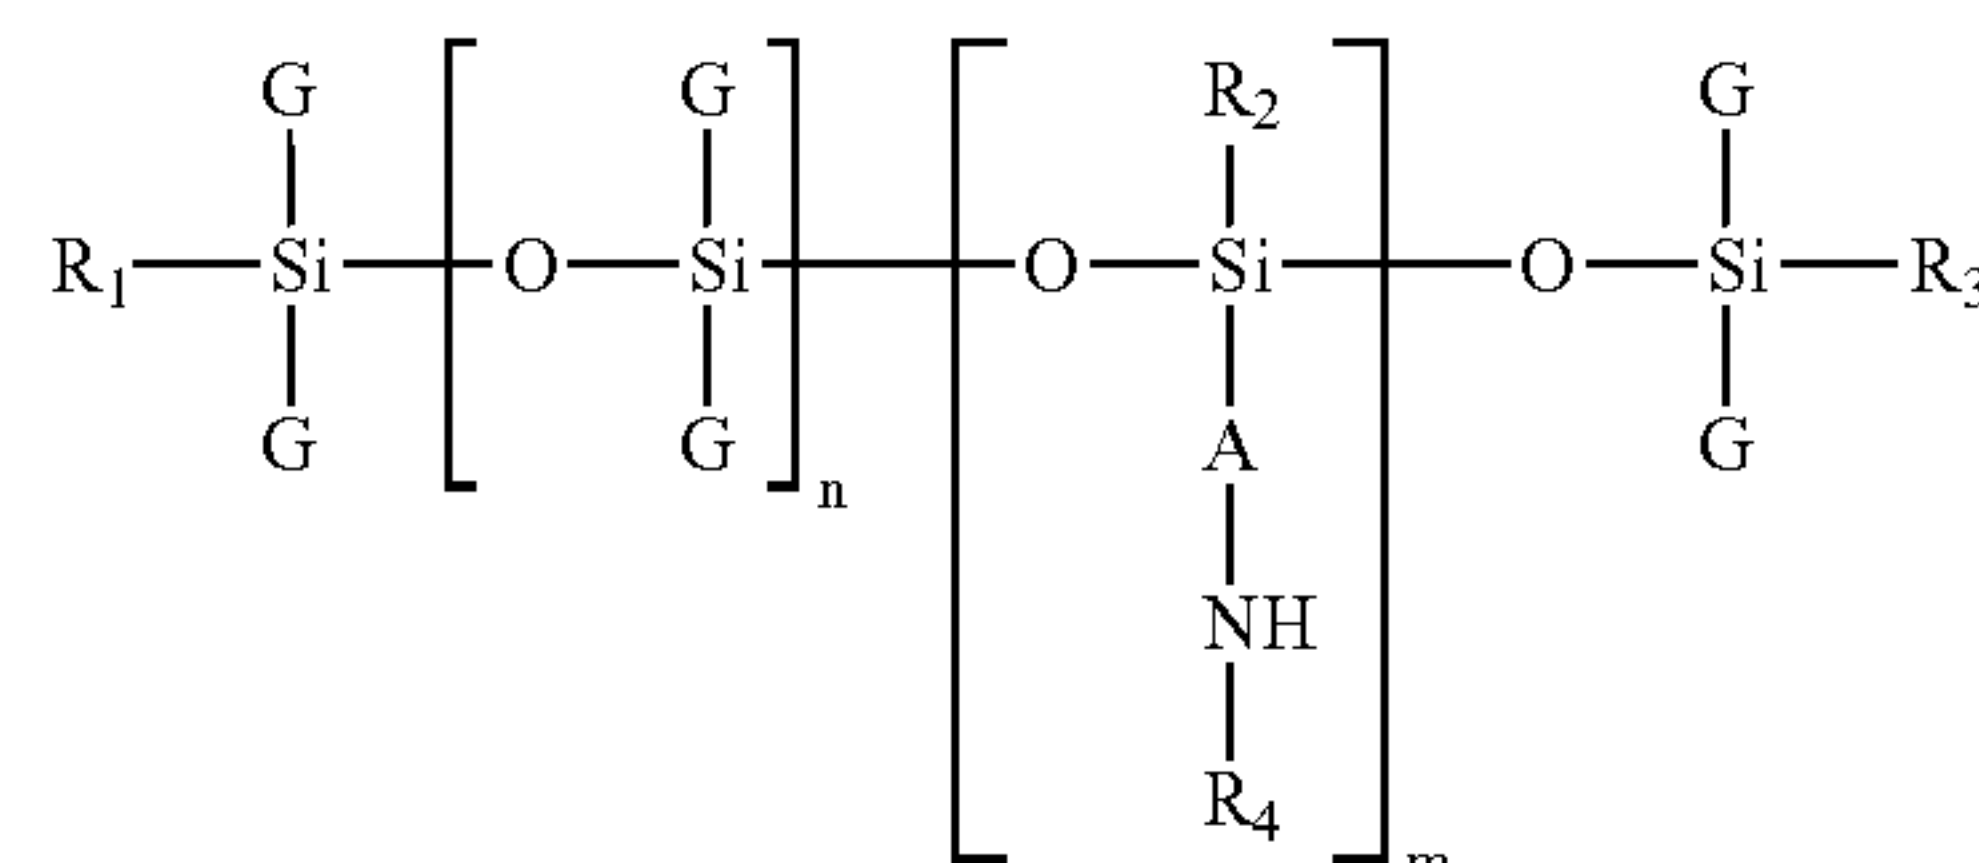 G G R2 G
R1 Si O Si O Si O Si R3
G G A G
n
NH
R4
m